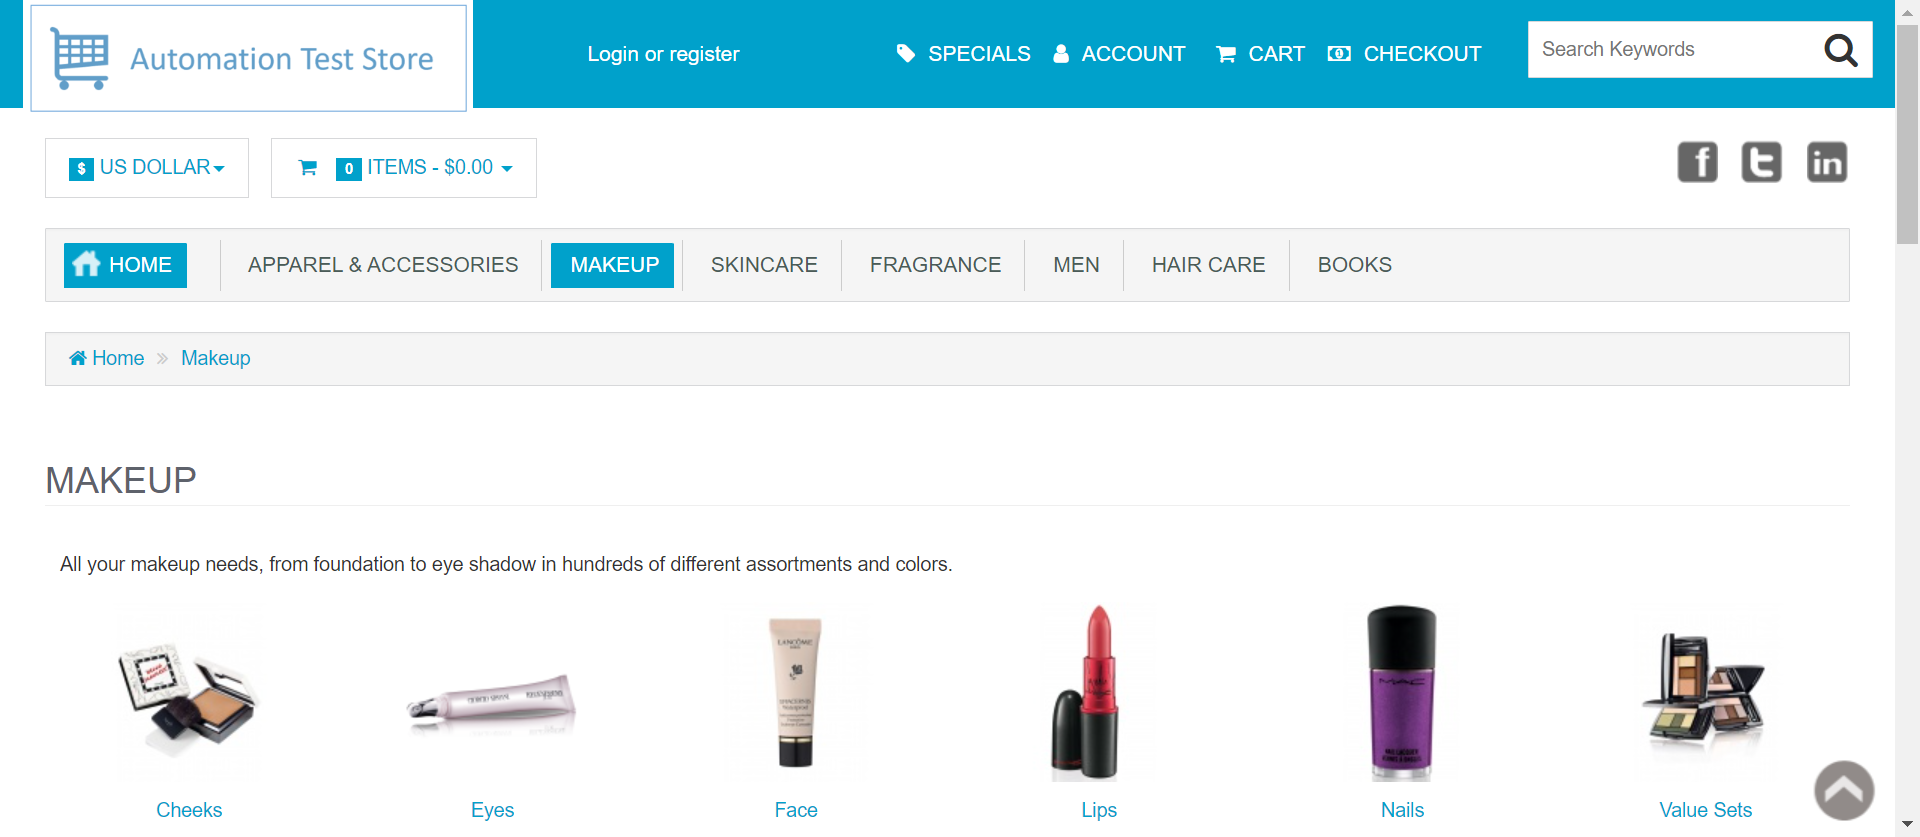 Automation Test Store
Login or register
SPECIALS
ACCOUNT
CART
CHECKOUT
Search Keywords
$ US DOLLAR
0 ITEMS - $0.00
HOME
APPAREL & ACCESSORIES
MAKEUP
SKINCARE
FRAGRANCE
MEN
HAIR CARE
BOOKS
Home » Makeup
MAKEUP
All your makeup needs, from foundation to eye shadow in hundreds of different assortments and colors.
LANCÔME
MAC
Cheeks
Eyes
Face
Lips
Nails
Value Sets